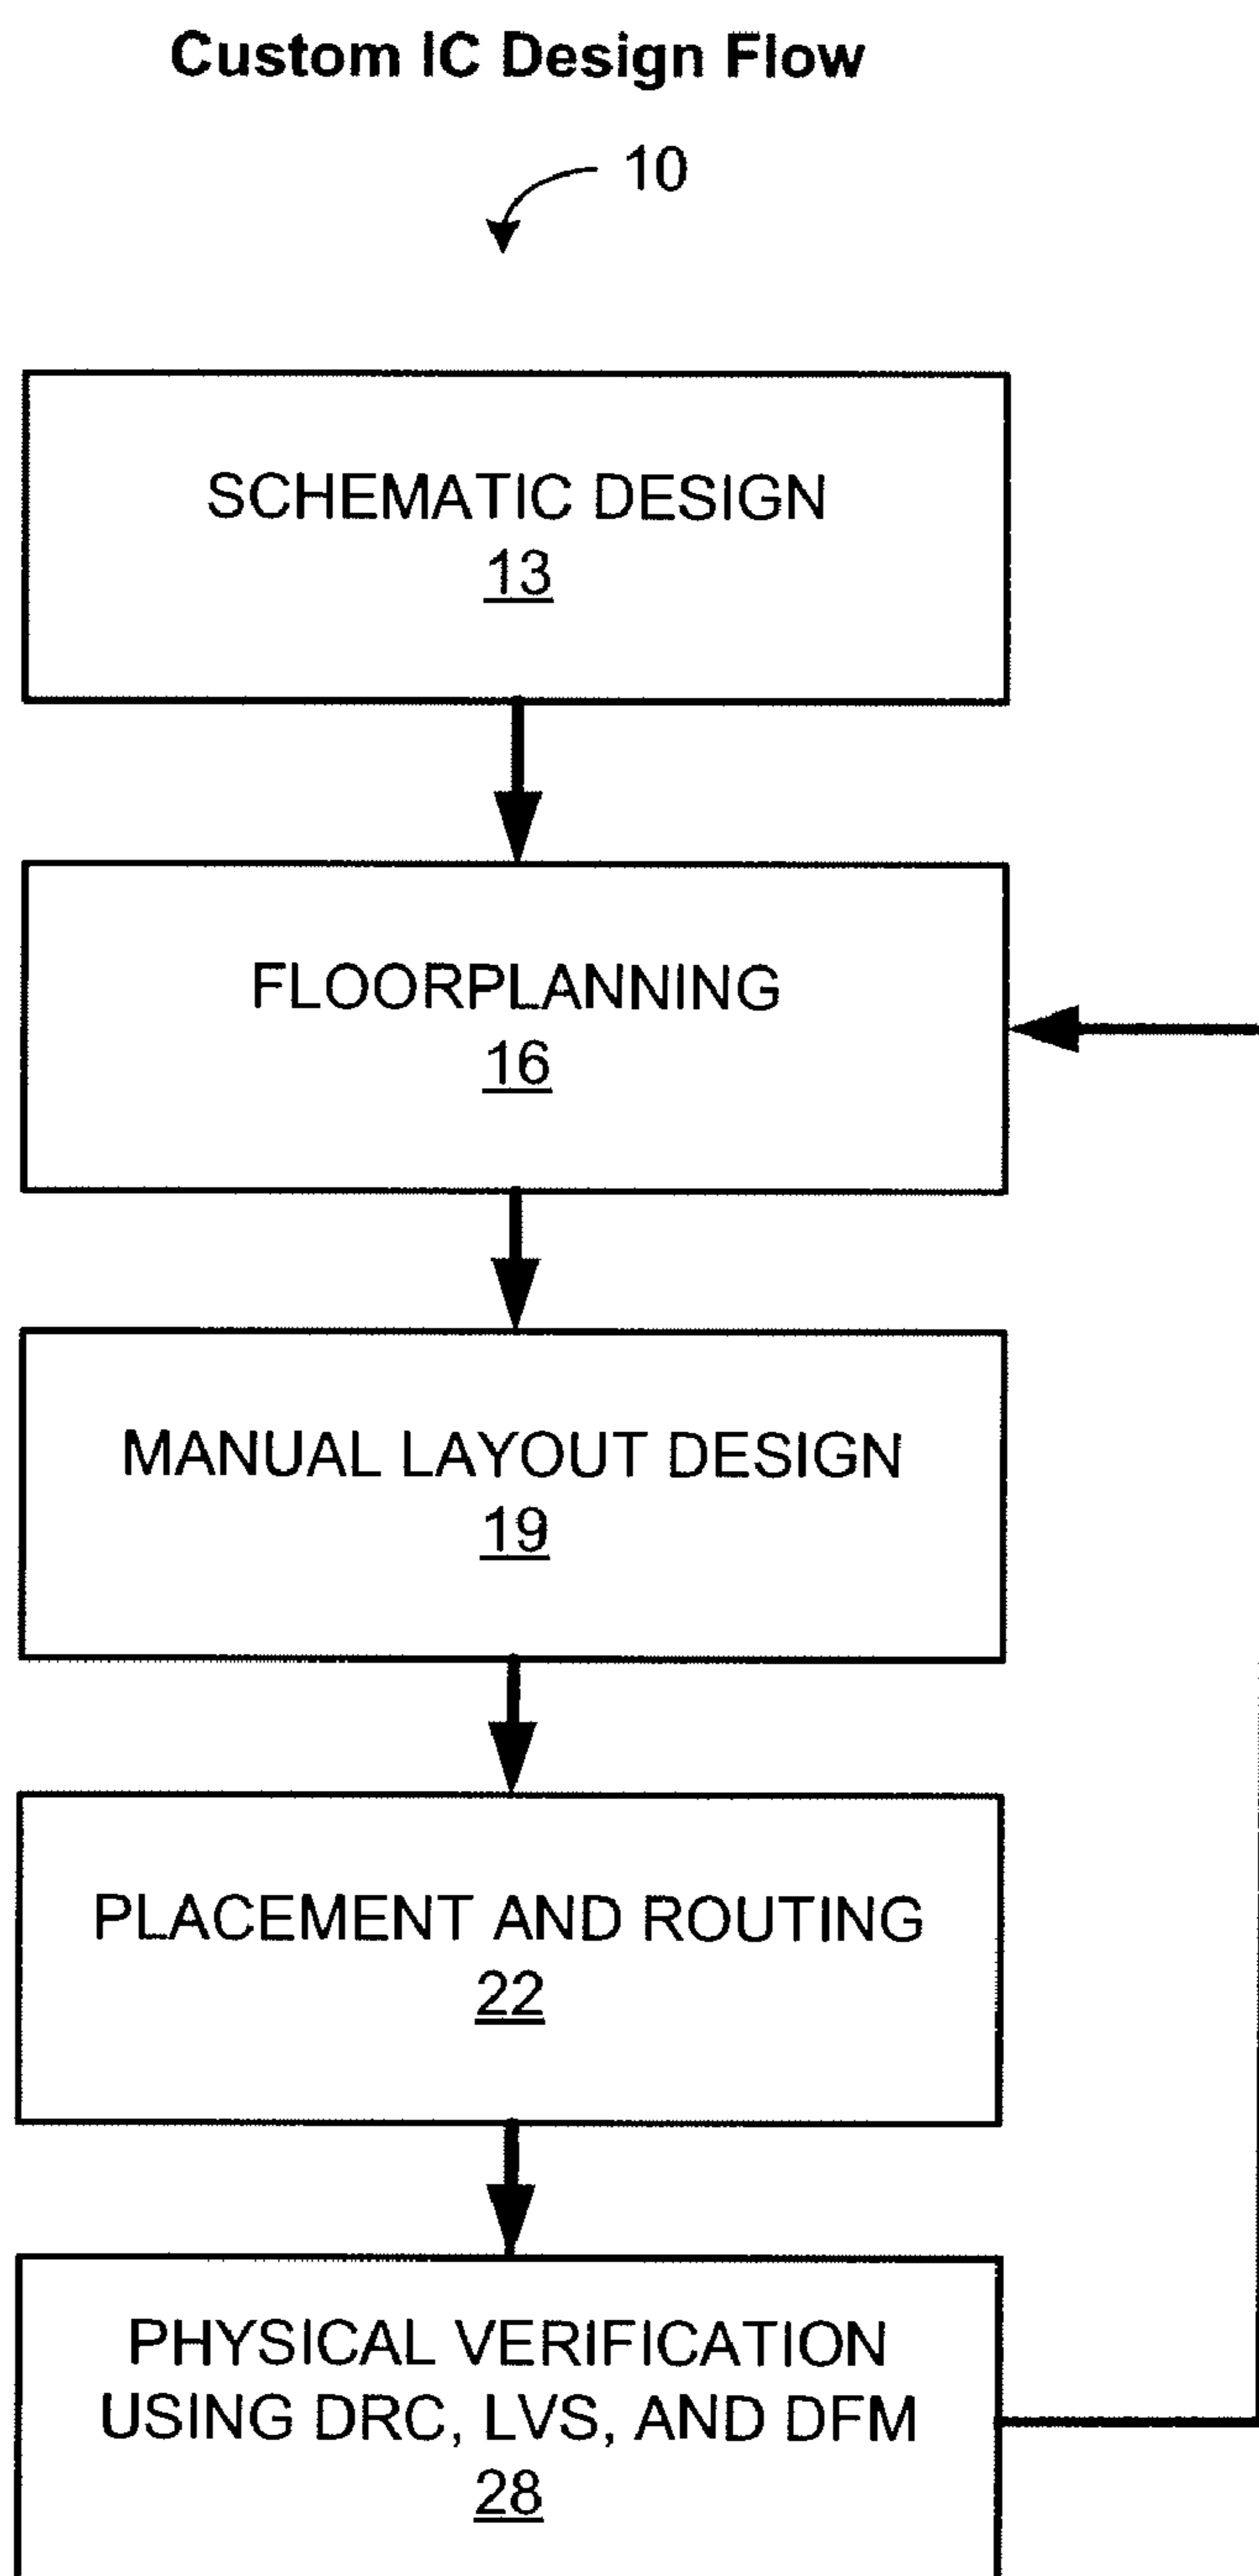 Custom IC Design Flow
10
SCHEMATIC DESIGN
13
FLOORPLANNING
16
MANUAL LAYOUT DESIGN
19
PLACEMENT AND ROUTING
22
PHYSICAL VERIFICATION
USING DRC, LVS, AND DFM
28